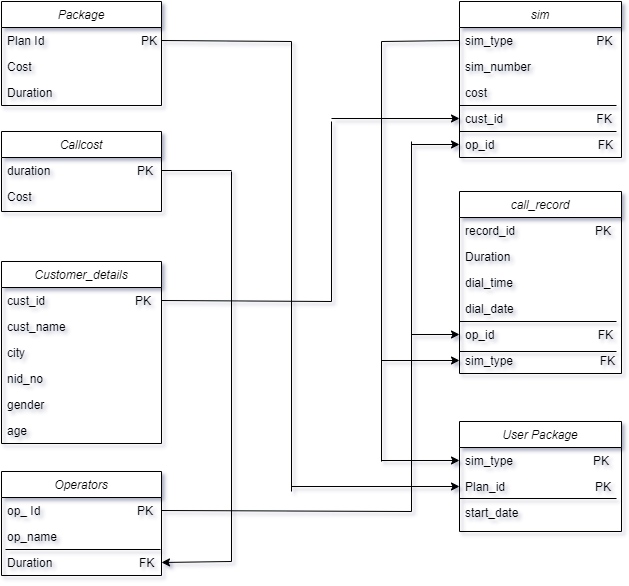 Package
Plan Id PK
Cost
Duration
Callcost
duration PK
Cost
Customer_details
cust_id PK
cust_name
city
nid_no
gender
age
Operators
op_ Id PK
op_name
Duration FK
sim
sim_type PK
sim_number
cost
cust_id FK
op_id FK
call_record
record_id PK
Duration
dial_time
dial_date
op_id FK
sim_type FK
User Package
sim_type PK
Plan_id PK
start_date